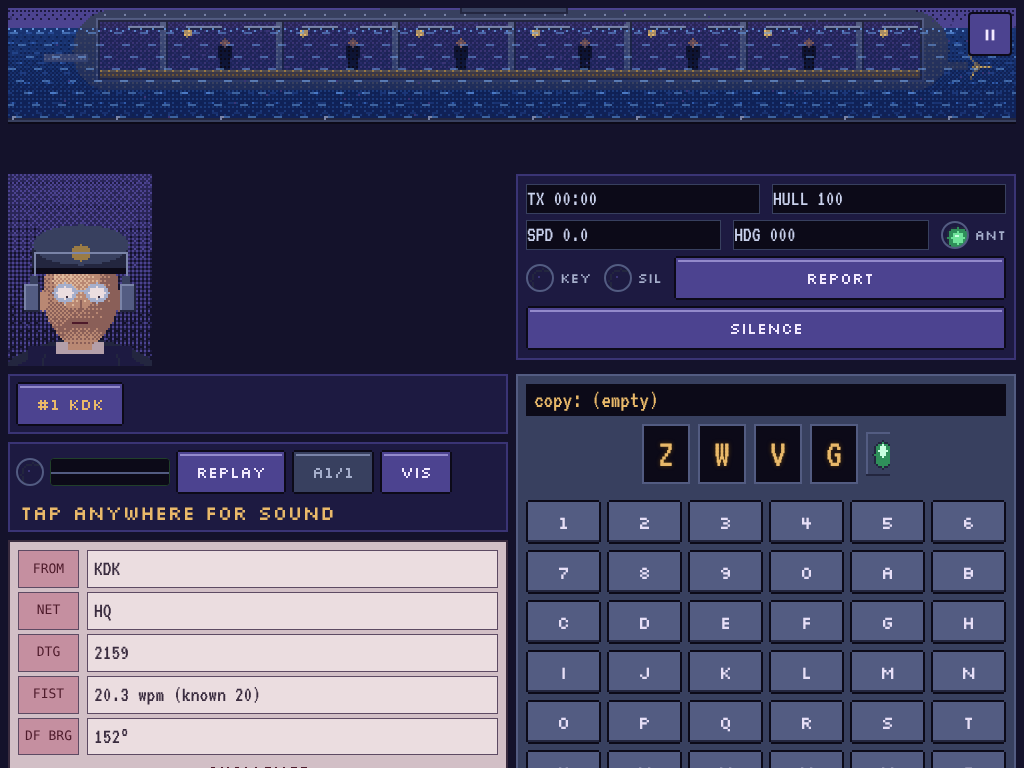 TX 00:00
HULL 100
SPD 0.0
HDG 000
ANT
KEY
SIL
REPORT
SILENCE
#1 KDK
REPLAY
A1/1
VIS
TAP ANYWHERE FOR SOUND
FROM
KDK
NET
HQ
DTG
2159
FIST
20.3 wpm (known 20)
DF BRG
152°
copy: (empty)
Z W V G
1 2 3 4 5 6
7 8 9 0 A B
C D E F G H
I J K L M N
O P Q R S T